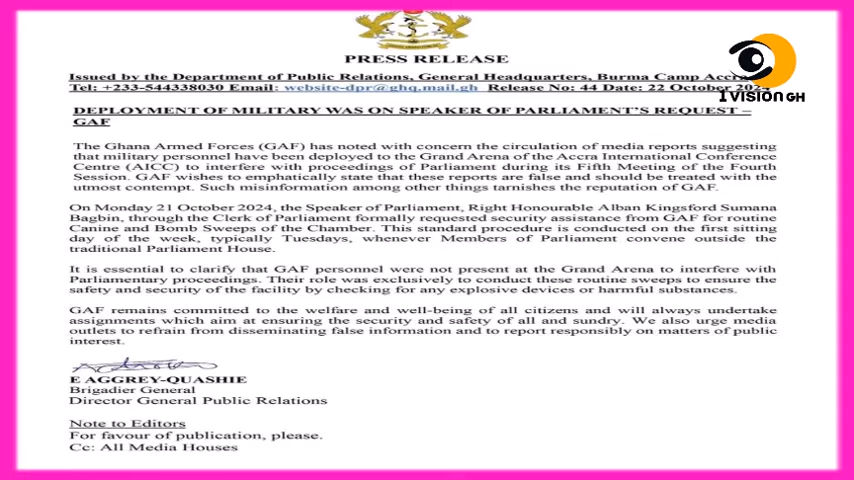 PRESS RELEASE
Issued by the Department of Public Relations, General Headquarters, Burma Camp Accra
Tel: +233-544338030 Email: website-dpr@ghq.mail.gh Release No: 44 Date: 22 October 2024
1 VISION GH
DEPLOYMENT OF MILITARY WAS ON SPEAKER OF PARLIAMENT'S REQUEST –
GAF
The Ghana Armed Forces (GAF) has noted with concern the circulation of media reports suggesting
that military personnel have been deployed to the Grand Arena of the Accra International Conference
Centre (AICC) to interfere with proceedings of Parliament during its Fifth Meeting of the Fourth
Session. GAF wishes to emphatically state that these reports are false and should be treated with the
utmost contempt. Such misinformation among other things tarnishes the reputation of GAF.
On Monday 21 October 2024, the Speaker of Parliament, Right Honourable Alban Kingsford Sumana
Bagbin, through the Clerk of Parliament formally requested security assistance from GAF for routine
Canine and Bomb Sweeps of the Chamber. This standard procedure is conducted on the first sitting
day of the week, typically Tuesdays, whenever Members of Parliament convene outside the
traditional Parliament House.
It is essential to clarify that GAF personnel were not present at the Grand Arena to interfere with
Parliamentary proceedings. Their role was exclusively to conduct these routine sweeps to ensure the
safety and security of the facility by checking for any explosive devices or harmful substances.
GAF remains committed to the welfare and well-being of all citizens and will always undertake
assignments which aim at ensuring the security and safety of all and sundry. We also urge media
outlets to refrain from disseminating false information and to report responsibly on matters of public
interest.
E AGGREY-QUASHIE
Brigadier General
Director General Public Relations
Note to Editors
For favour of publication, please.
Cc: All Media Houses